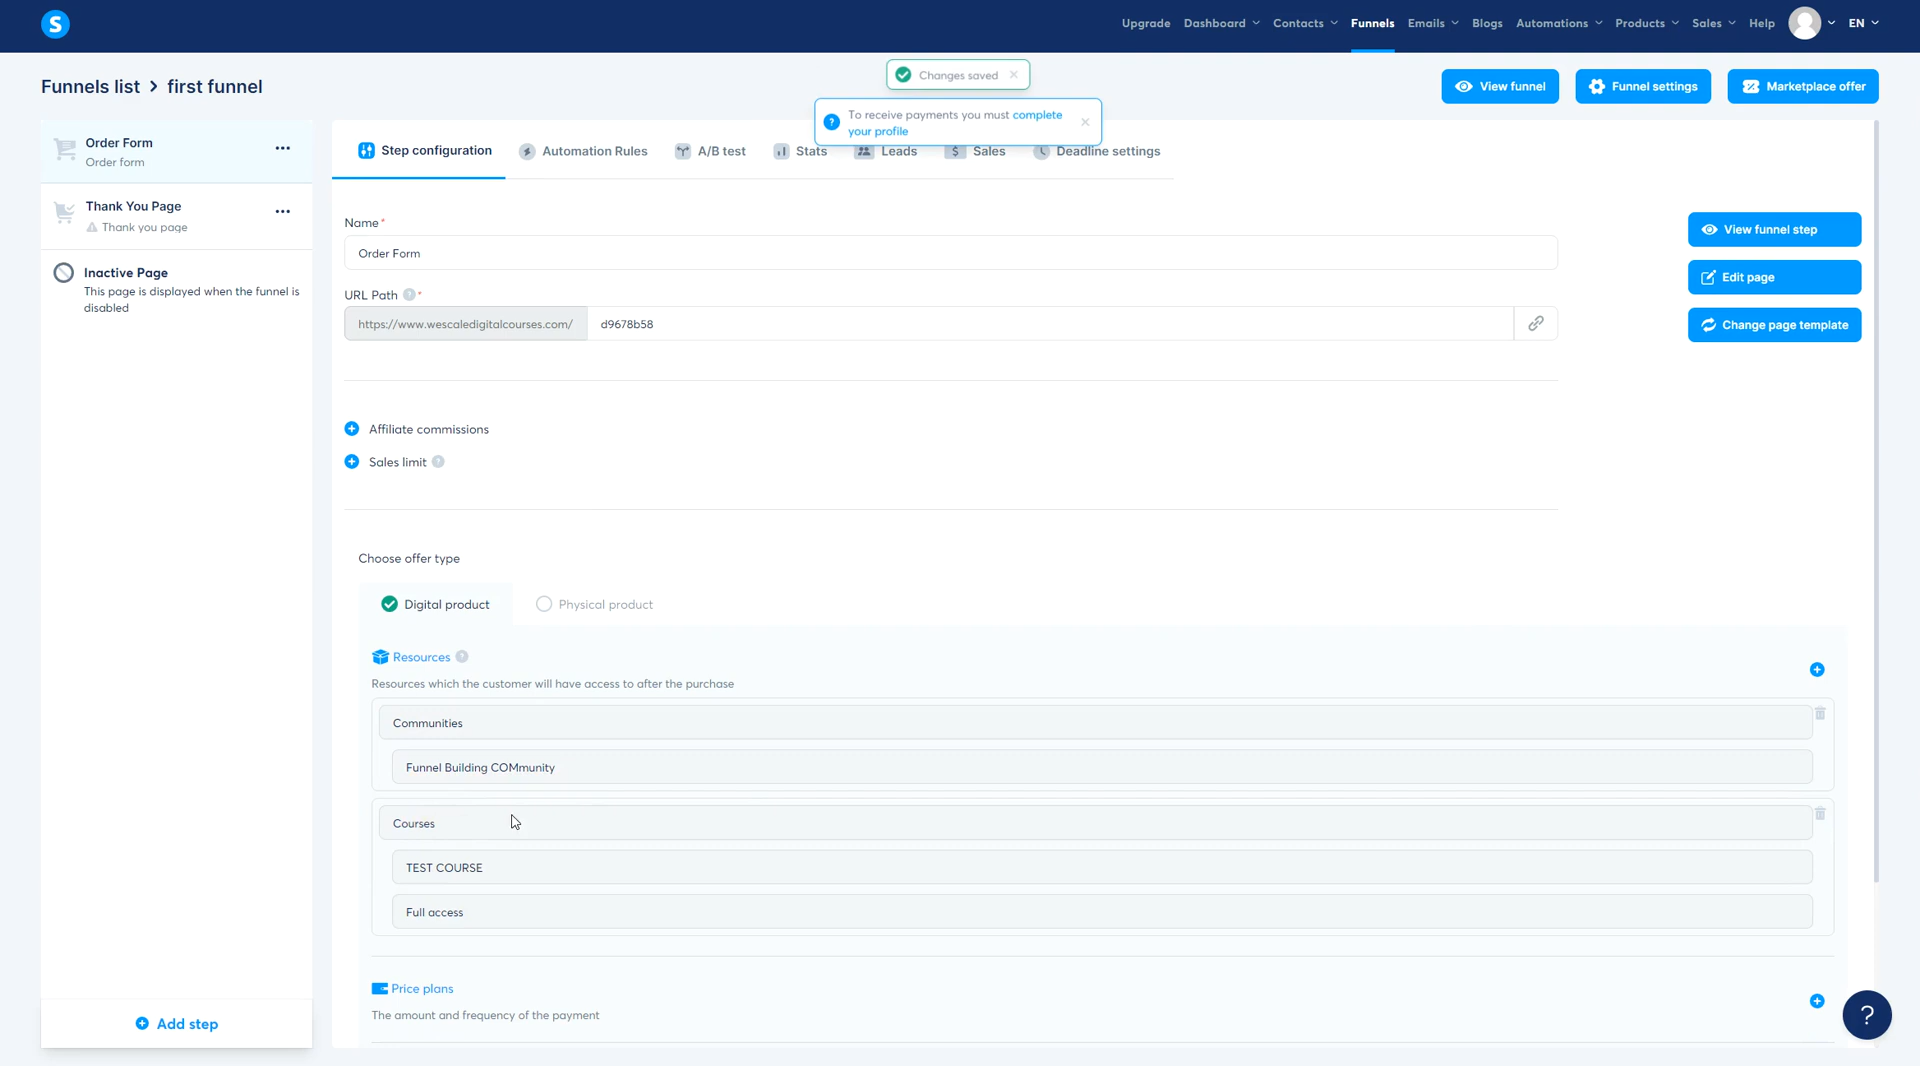 S
Upgrade Dashboard Contacts Funnels Emails Blogs Automations Products Sales Help EN
Changes saved
Funnels list > first funnel
View funnel
Funnel settings
Marketplace offer
To receive payments you must complete
your profile
Order Form
Order form
Thank You Page
Thank you page
Inactive Page
This page is displayed when the funnel is
disabled
Add step
Step configuration
Automation Rules
A/B test
Stats
Leads
Sales
Deadline settings
Name*
Order Form
URL Path ?*
https://www.wescaledigitalcourses.com/ d9678b58
View funnel step
Edit page
Change page template
Affiliate commissions
Sales limit ?
Choose offer type
Digital product
Physical product
Resources ?
Resources which the customer will have access to after the purchase
Communities
Funnel Building COMmunity
Courses
TEST COURSE
Full access
Price plans
The amount and frequency of the payment
?